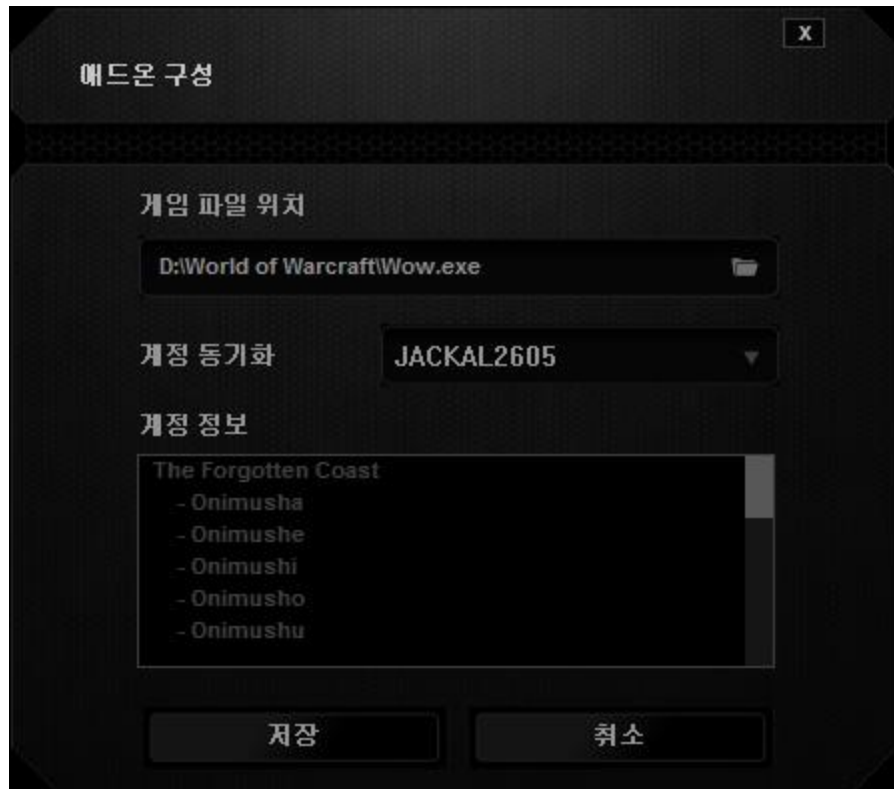 X
애드온 구성
게임 파일 위치
D:\World of Warcraft\Wow.exe
계정 동기화 JACKAL2605
계정 정보
The Forgotten Coast
- Onimusha
- Onimushe
- Onimushi
- Onimusho
- Onimushu
저장 취소